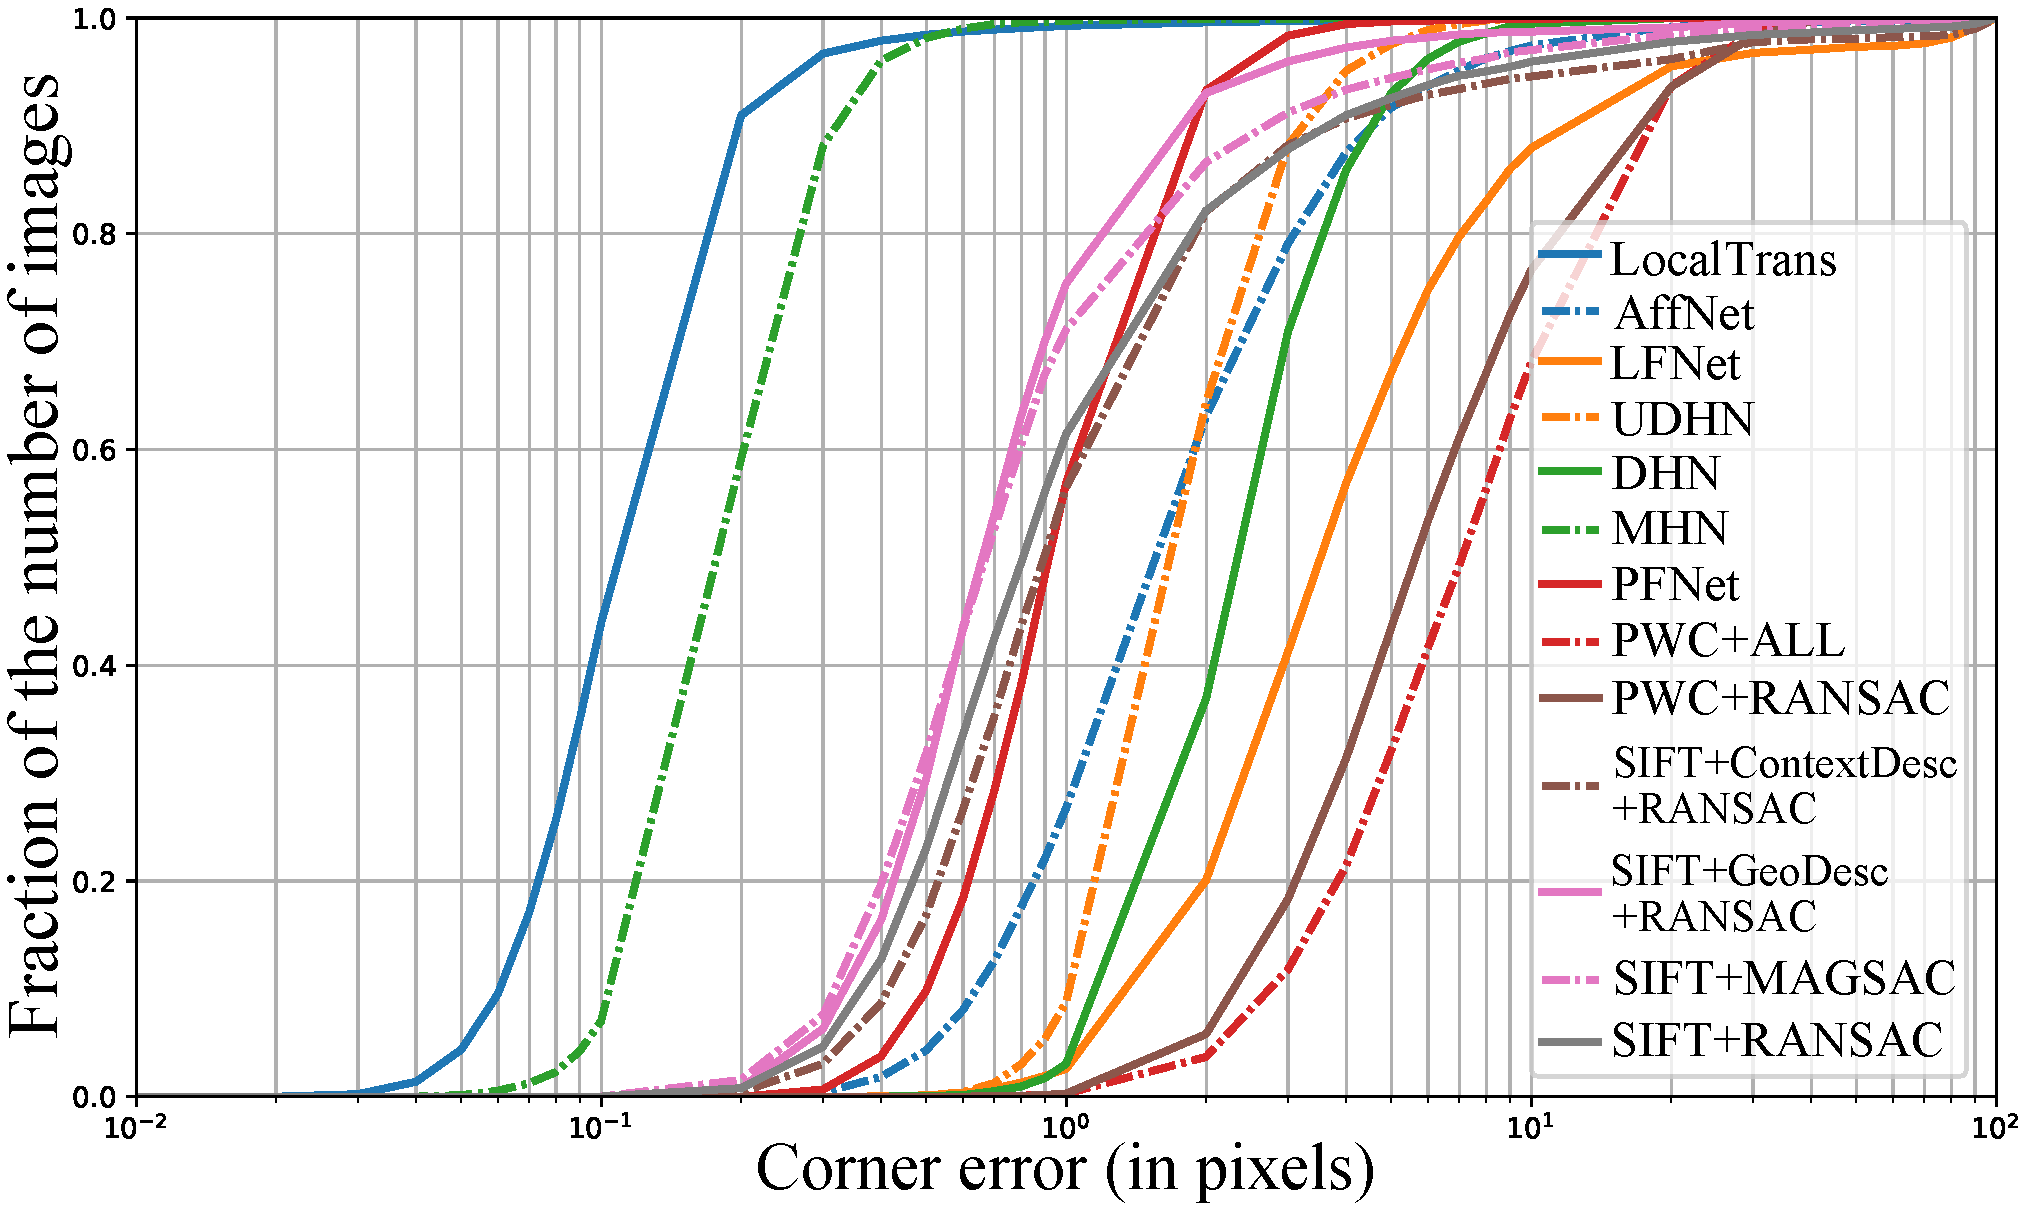 1.0
0.8
0.6
0.4
0.2
0.0
Fraction of the number of images
LocalTrans
AffNet
LFNet
UDHN
DHN
MHN
PFNet
PWC+ALL
PWC+RANSAC
SIFT+ContextDesc
+RANSAC
SIFT+GeoDesc
+RANSAC
SIFT+MAGSAC
SIFT+RANSAC
10⁻² 10⁻¹ 10⁰ 10¹ 10²
Corner error (in pixels)